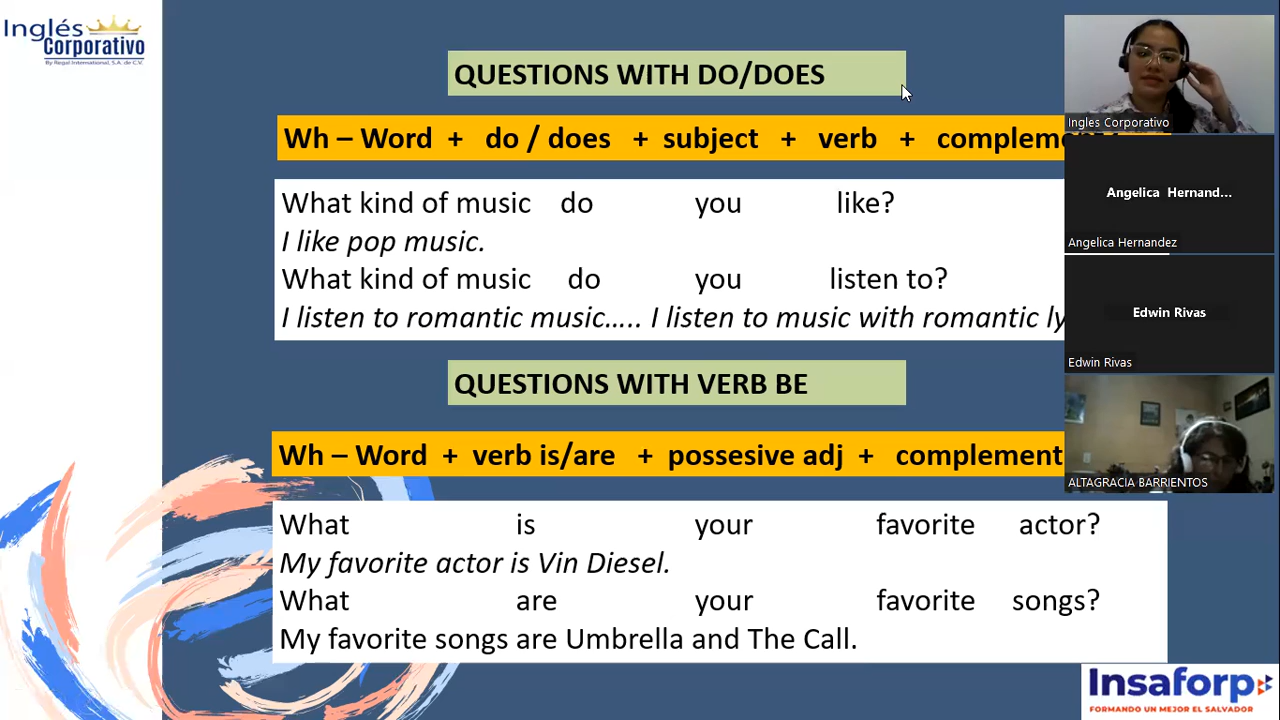 Inglés
Corporativo
By Regal International, S.A. de C.V.
QUESTIONS WITH DO/DOES
Wh – Word + do / does + subject + verb +
What kind of music do you like?
I like pop music.
What kind of music do you listen to?
I listen to romantic music….. I listen to music with romantic
QUESTIONS WITH VERB BE
Wh – Word + verb is/are + possesive adj + complement
What is your favorite actor?
My favorite actor is Vin Diesel.
What are your favorite songs?
My favorite songs are Umbrella and The Call.
Ingles Corporativo
Angelica Hernand...
Angelica Hernandez
Edwin Rivas
Edwin Rivas
ALTAGRACIA BARRIENTOS
Insaforp
FORMANDO UN MEJOR EL SALVADOR